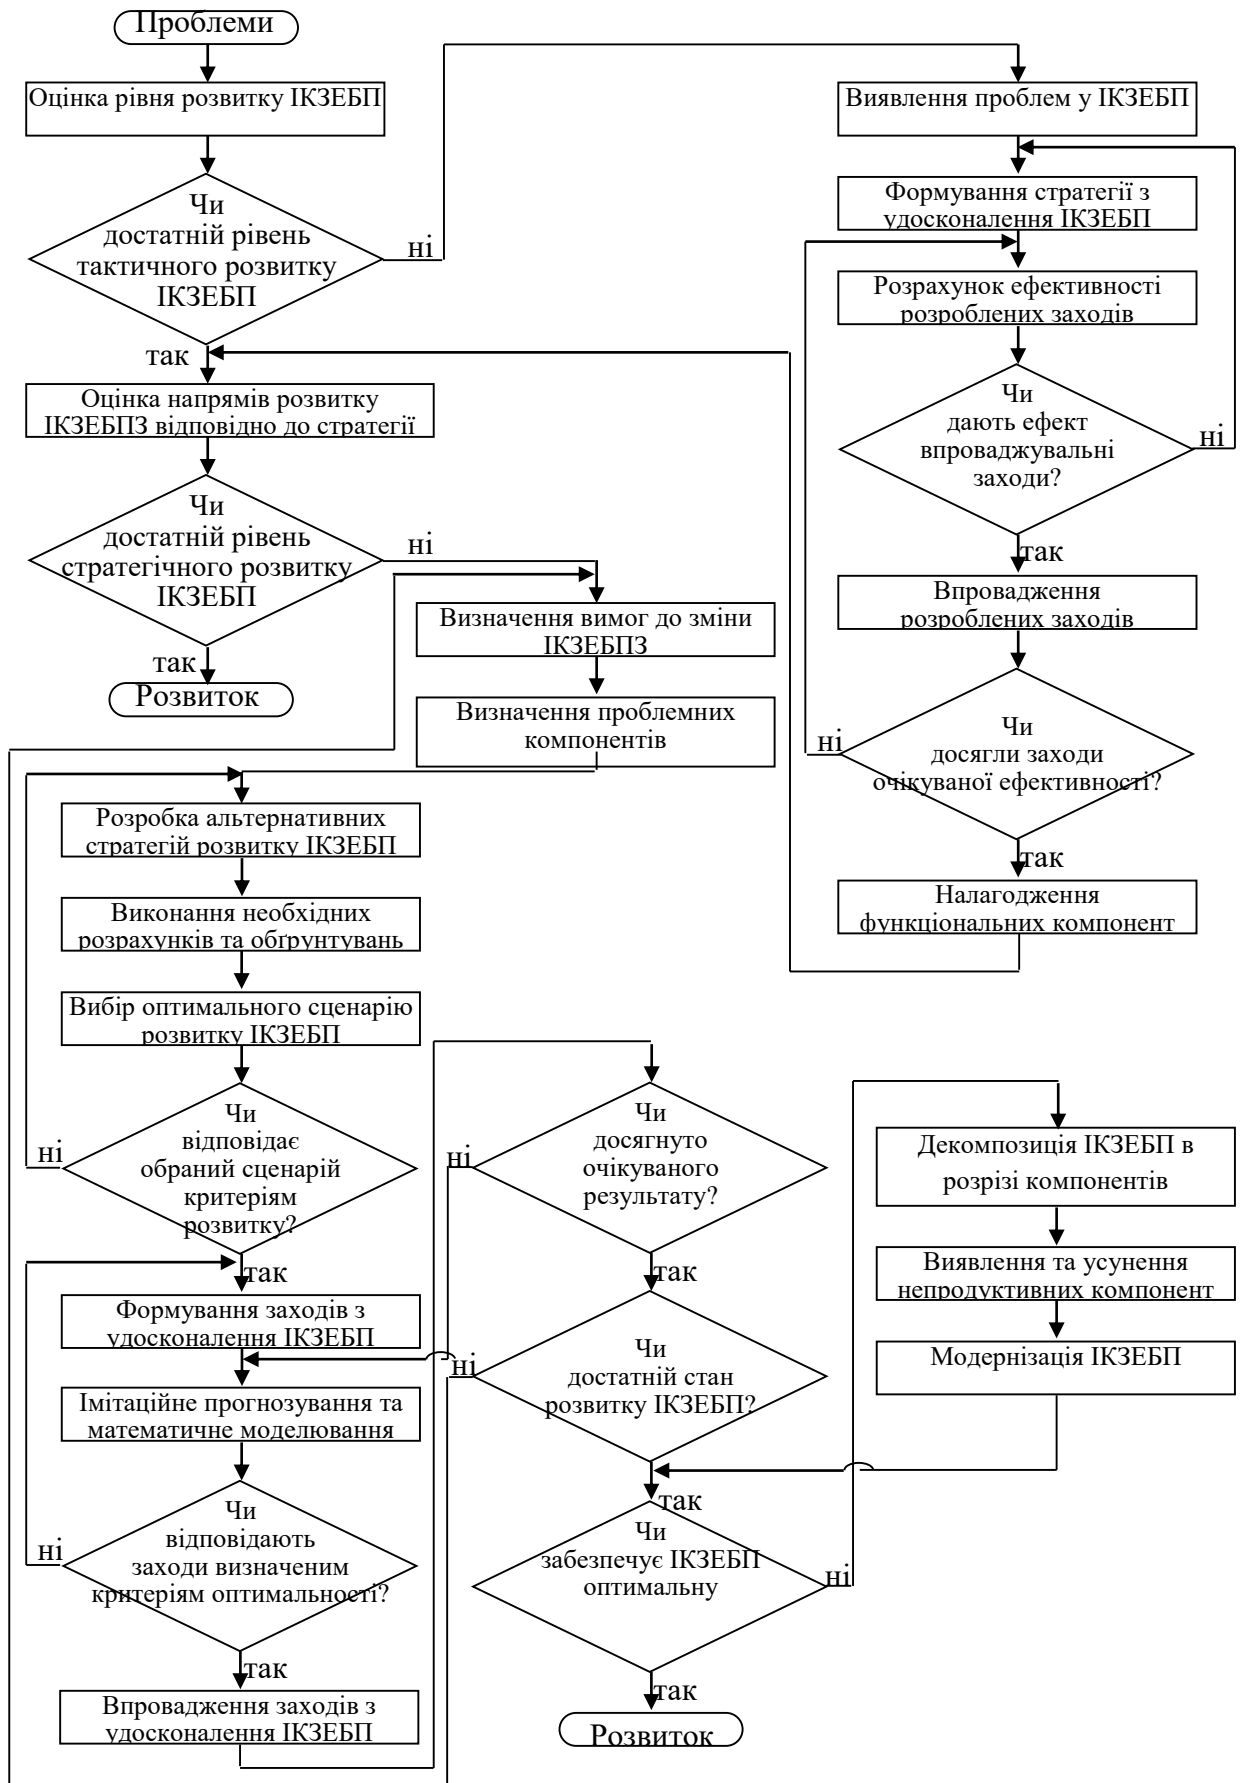 Проблеми
Оцінка рівня розвитку ІКЗЕБП
Чи
достатній рівень
тактичного розвитку
ІКЗЕБП
ні
так
Оцінка напрямів розвитку
ІКЗЕБПЗ відповідно до стратегії
Чи
достатній рівень
стратегічного розвитку
ІКЗЕБП
ні
так
Розвиток
Виявлення проблем у ІКЗЕБП
Формування стратегії з
удосконалення ІКЗЕБП
Розрахунок ефективності
розроблених заходів
Чи
дають ефект
впроваджувальні
заходи?
ні
так
Впровадження
розроблених заходів
Чи
досягли заходи
очікуваної ефективності?
ні
так
Налагодження
функціональних компонент
Визначення вимог до зміни
ІКЗЕБПЗ
Визначення проблемних
компонентів
Розробка альтернативних
стратегій розвитку ІКЗЕБП
Виконання необхідних
розрахунків та обґрунтувань
Вибір оптимального сценарію
розвитку ІКЗЕБП
Чи
відповідає
обраний сценарій
критеріям
розвитку?
ні
так
Формування заходів з
удосконалення ІКЗЕБП
Імітаційне прогнозування та
математичне моделювання
Чи
відповідають
заходи визначеним
критеріям оптимальності?
ні
так
Впровадження заходів з
удосконалення ІКЗЕБП
Чи
досягнуто
очікуваного
результату?
ні
так
Чи
достатній стан
розвитку ІКЗЕБП?
ні
так
Чи
забезпечує ІКЗЕБП
оптимальну
ні
так
Розвиток
Декомпозиція ІКЗЕБП в
розрізі компонентів
Виявлення та усунення
непродуктивних компонент
Модернізація ІКЗЕБП